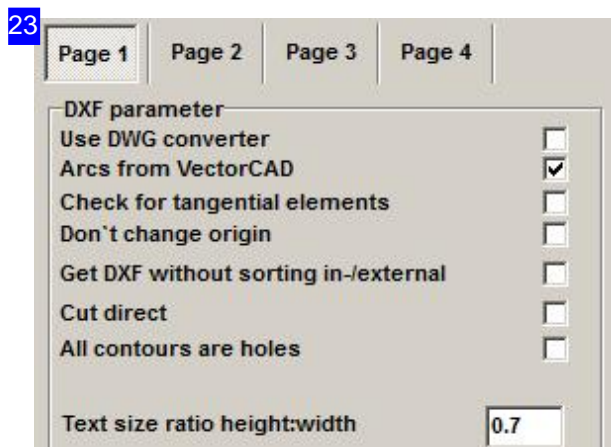 23
Page 1 Page 2 Page 3 Page 4
DXF parameter
Use DWG converter
Arcs from VectorCAD
Check for tangential elements
Don`t change origin
Get DXF without sorting in-/external
Cut direct
All contours are holes
Text size ratio height:width 0.7